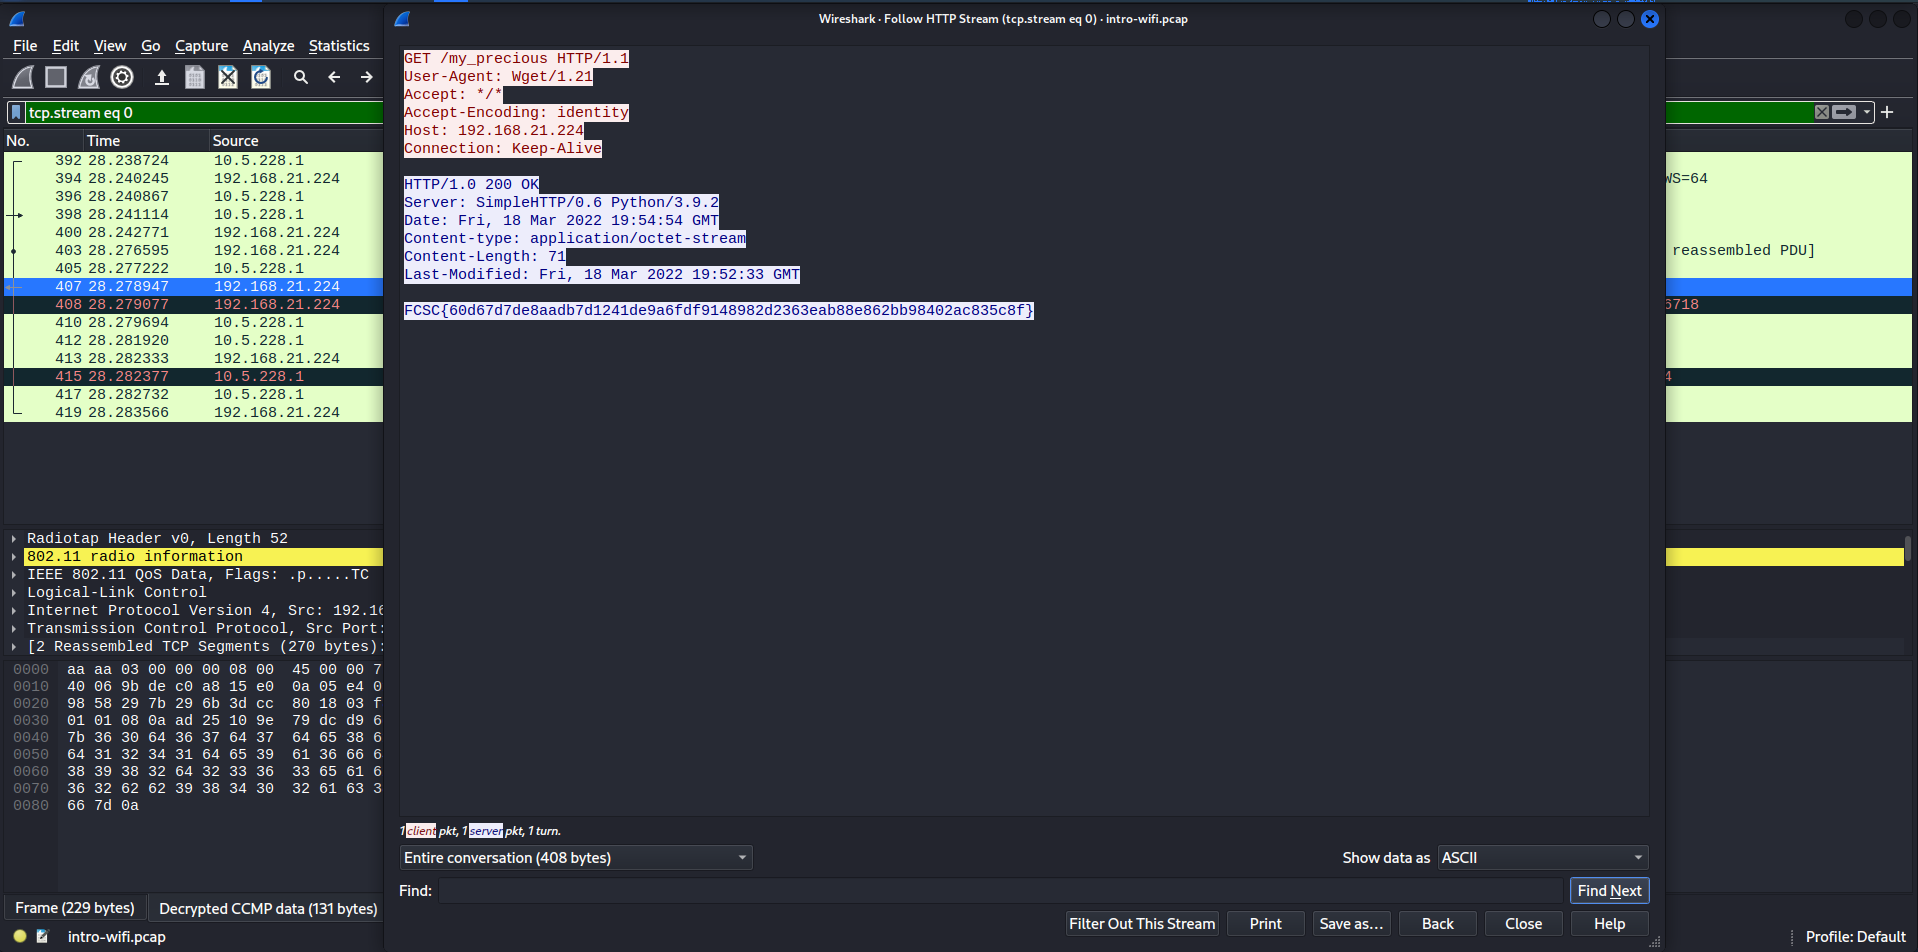 Wireshark · Follow HTTP Stream (tcp.stream eq 0) · intro-wifi.pcap
File Edit View Go Capture Analyze Statistics
tcp.stream eq 0
No. Time Source
392 28.238724 10.5.228.1
394 28.240245 192.168.21.224
WS=64
396 28.240867 10.5.228.1
398 28.241114 10.5.228.1
400 28.242771 192.168.21.224
403 28.276595 192.168.21.224
reassembled PDU]
405 28.277222 10.5.228.1
407 28.278947 192.168.21.224
408 28.279077 192.168.21.224
6718
410 28.279694 10.5.228.1
412 28.281920 10.5.228.1
413 28.282333 192.168.21.224
415 28.282377 10.5.228.1
4
417 28.282732 10.5.228.1
419 28.283566 192.168.21.224
GET /my_precious HTTP/1.1
User-Agent: Wget/1.21
Accept: */*
Accept-Encoding: identity
Host: 192.168.21.224
Connection: Keep-Alive
HTTP/1.0 200 OK
Server: SimpleHTTP/0.6 Python/3.9.2
Date: Fri, 18 Mar 2022 19:54:54 GMT
Content-type: application/octet-stream
Content-Length: 71
Last-Modified: Fri, 18 Mar 2022 19:52:33 GMT
FCSC{60d67d7de8aadb7d1241de9a6fdf9148982d2363eab88e862bb98402ac835c8f}
Radiotap Header v0, Length 52
802.11 radio information
IEEE 802.11 QoS Data, Flags: .p.....TC
Logical-Link Control
Internet Protocol Version 4, Src: 192.16
Transmission Control Protocol, Src Port:
[2 Reassembled TCP Segments (270 bytes):
0000 aa aa 03 00 00 00 08 00 45 00 00 7
0010 40 06 9b de c0 a8 15 e0 0a 05 e4 0
0020 98 58 29 7b 29 6b 3d cc 80 18 03 f
0030 01 01 08 0a ad 25 10 9e 79 dc d9 6
0040 7b 36 30 64 36 37 64 37 64 65 38 6
0050 64 31 32 34 31 64 65 39 61 36 66 6
0060 38 39 38 32 64 32 33 36 33 65 61 6
0070 36 32 62 62 39 38 34 30 32 61 63 3
0080 66 7d 0a
1 client pkt, 1 server pkt, 1 turn.
Entire conversation (408 bytes)
Show data as ASCII
Find:
Find Next
Filter Out This Stream Print Save as... Back Close Help
Frame (229 bytes) Decrypted CCMP data (131 bytes)
intro-wifi.pcap
Profile: Default